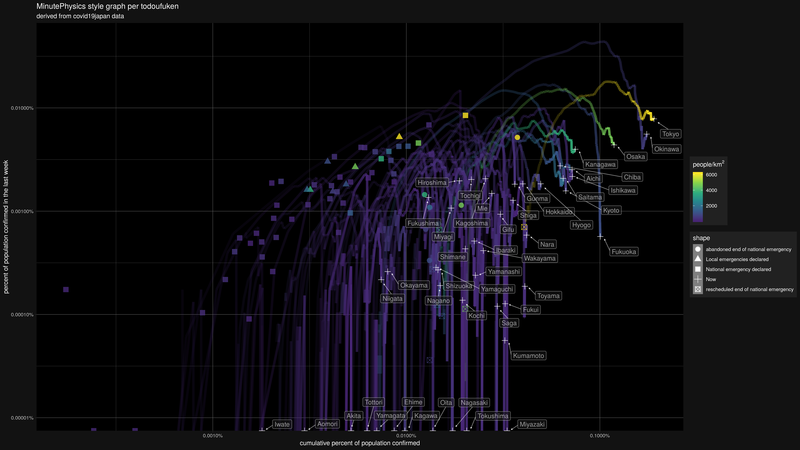 MinutePhysics style graph per todoufuken
derived from covid19japan data
percent of population confirmed in the last week
0.01000%
0.00100%
0.00010%
0.00001%
Tokyo
Okinawa
Osaka
Kanagawa
Chiba
Aichi
Ishikawa
Saitama
Kyoto
Hiroshima
Tochigi
Gunma
Mie
Hokkaido
Shiga
Hyogo
Fukushima
Kagoshima
Gifu
Miyagi
Nara
Fukuoka
Ibaraki
Shimane
Wakayama
Yamanashi
Okayama
Shizuoka
Yamaguchi
Niigata
Nagano
Toyama
Kochi
Fukui
Saga
Kumamoto
Tottori
Ehime
Oita
Nagasaki
Iwate
Aomori
Akita
Yamagata
Kagawa
Tokushima
Miyazaki
0.0010%
0.0100%
0.1000%
cumulative percent of population confirmed
people/km²
6000
4000
2000
shape
abandoned end of national emergency
Local emergencies declared
National emergency declared
Now
rescheduled end of national emergency